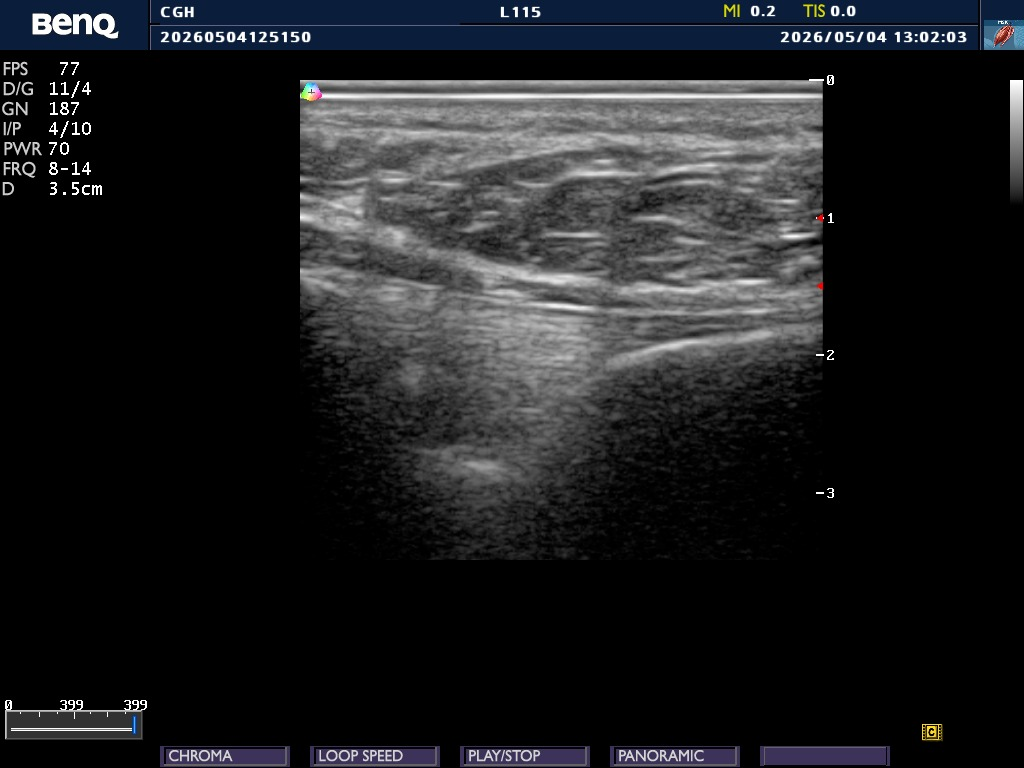 BenQ
CGH L115 MI 0.2 TIS 0.0
20260504125150 2026/05/04 13:02:03
FPS 77
D/G 11/4
GN 187
I/P 4/10
PWR 70
FRQ 8-14
D 3.5cm
0
1
2
3
0 399 399
C
CHROMA LOOP SPEED PLAY/STOP PANORAMIC